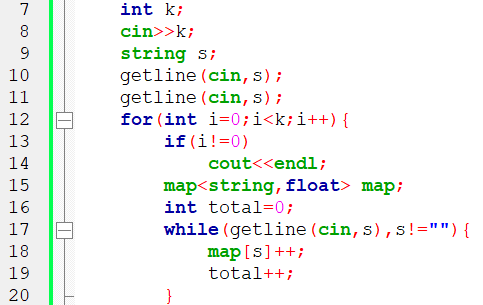 7 int k;
8 cin>>k;
9 string s;
10 getline(cin,s);
11 getline(cin,s);
12 for(int i=0;i<k;i++){
13 if(i!=0)
14 cout<<endl;
15 map<string,float> map;
16 int total=0;
17 while(getline(cin,s),s!=""){
18 map[s]++;
19 total++;
20 }